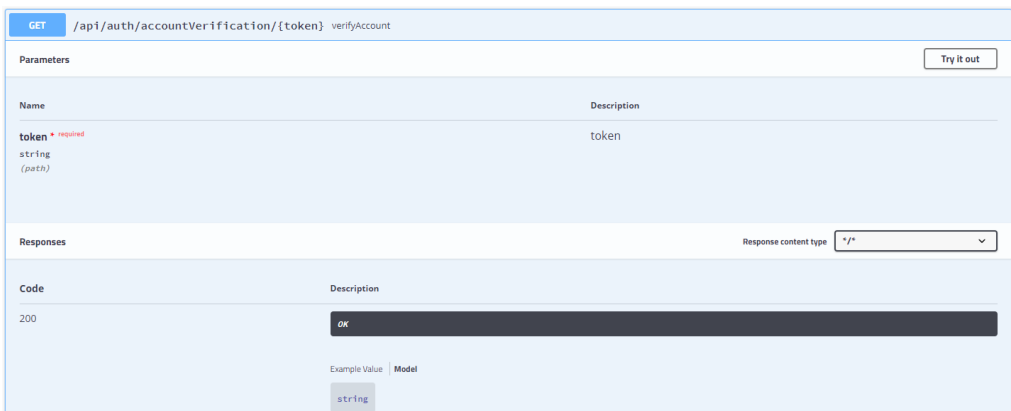 GET /api/auth/accountVerification/{token} verifyAccount
Parameters Try it out
Name Description
token * required token
string
(path)
Responses Response content type */*
Code Description
200 OK
Example Value Model
string